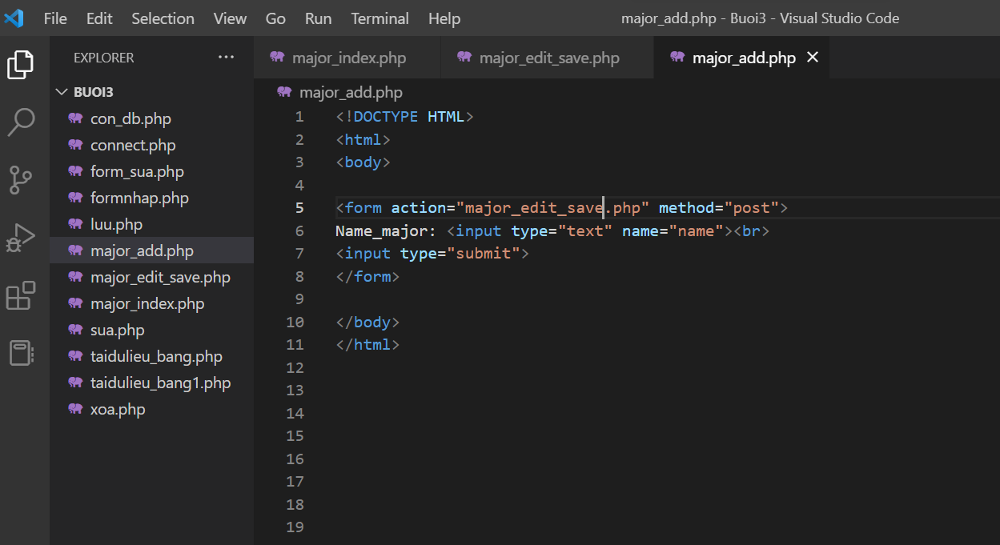 File Edit Selection View Go Run Terminal Help major_add.php - Buoi3 - Visual Studio Code
EXPLORER ···
major_index.php major_edit_save.php major_add.php
BUOI3
con_db.php
connect.php
form_sua.php
formnhap.php
luu.php
major_add.php
major_edit_save.php
major_index.php
sua.php
taidulieu_bang.php
taidulieu_bang1.php
xoa.php
major_add.php
1 <!DOCTYPE HTML>
2 <html>
3 <body>
4
5 <form action="major_edit_save.php" method="post">
6 Name_major: <input type="text" name="name"><br>
7 <input type="submit">
8 </form>
9
10 </body>
11 </html>
12
13
14
15
16
17
18
19